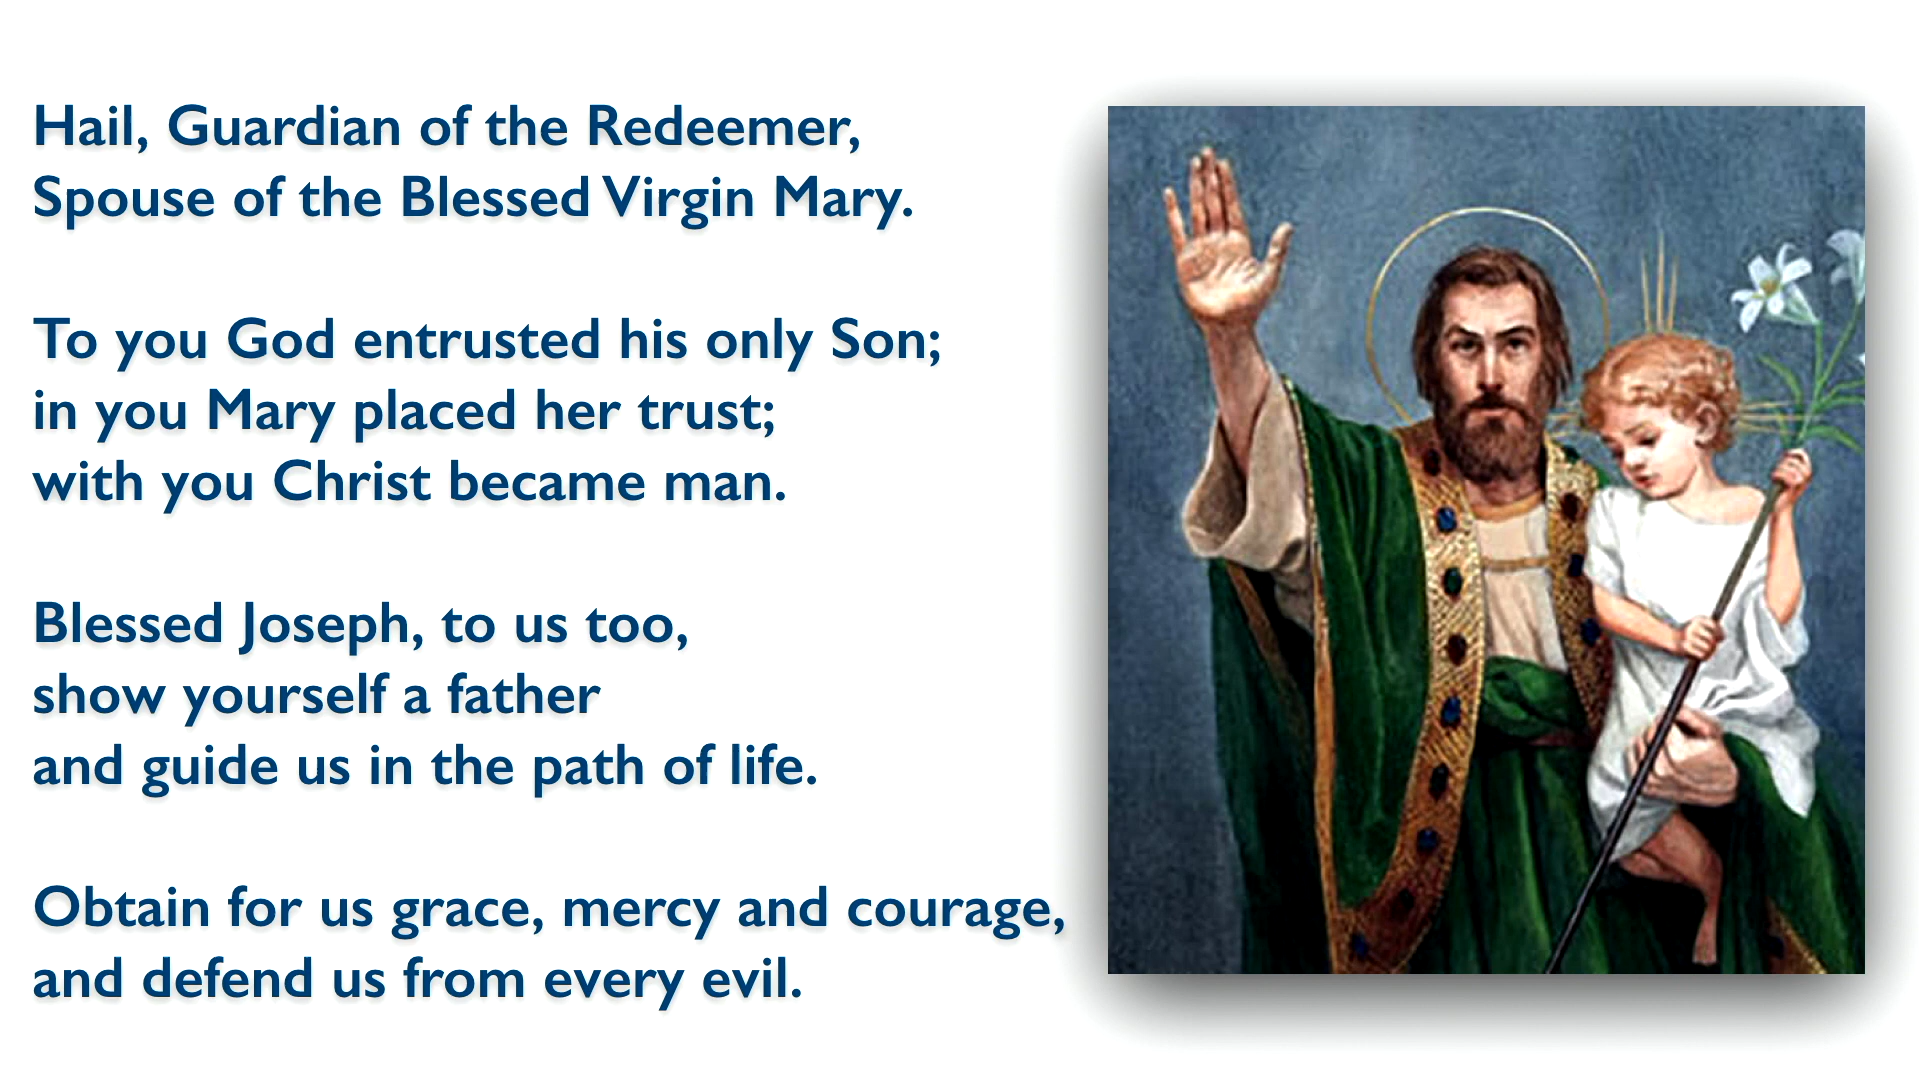 Hail, Guardian of the Redeemer,
Spouse of the Blessed Virgin Mary.
To you God entrusted his only Son;
in you Mary placed her trust;
with you Christ became man.
Blessed Joseph, to us too,
show yourself a father
and guide us in the path of life.
Obtain for us grace, mercy and courage,
and defend us from every evil.